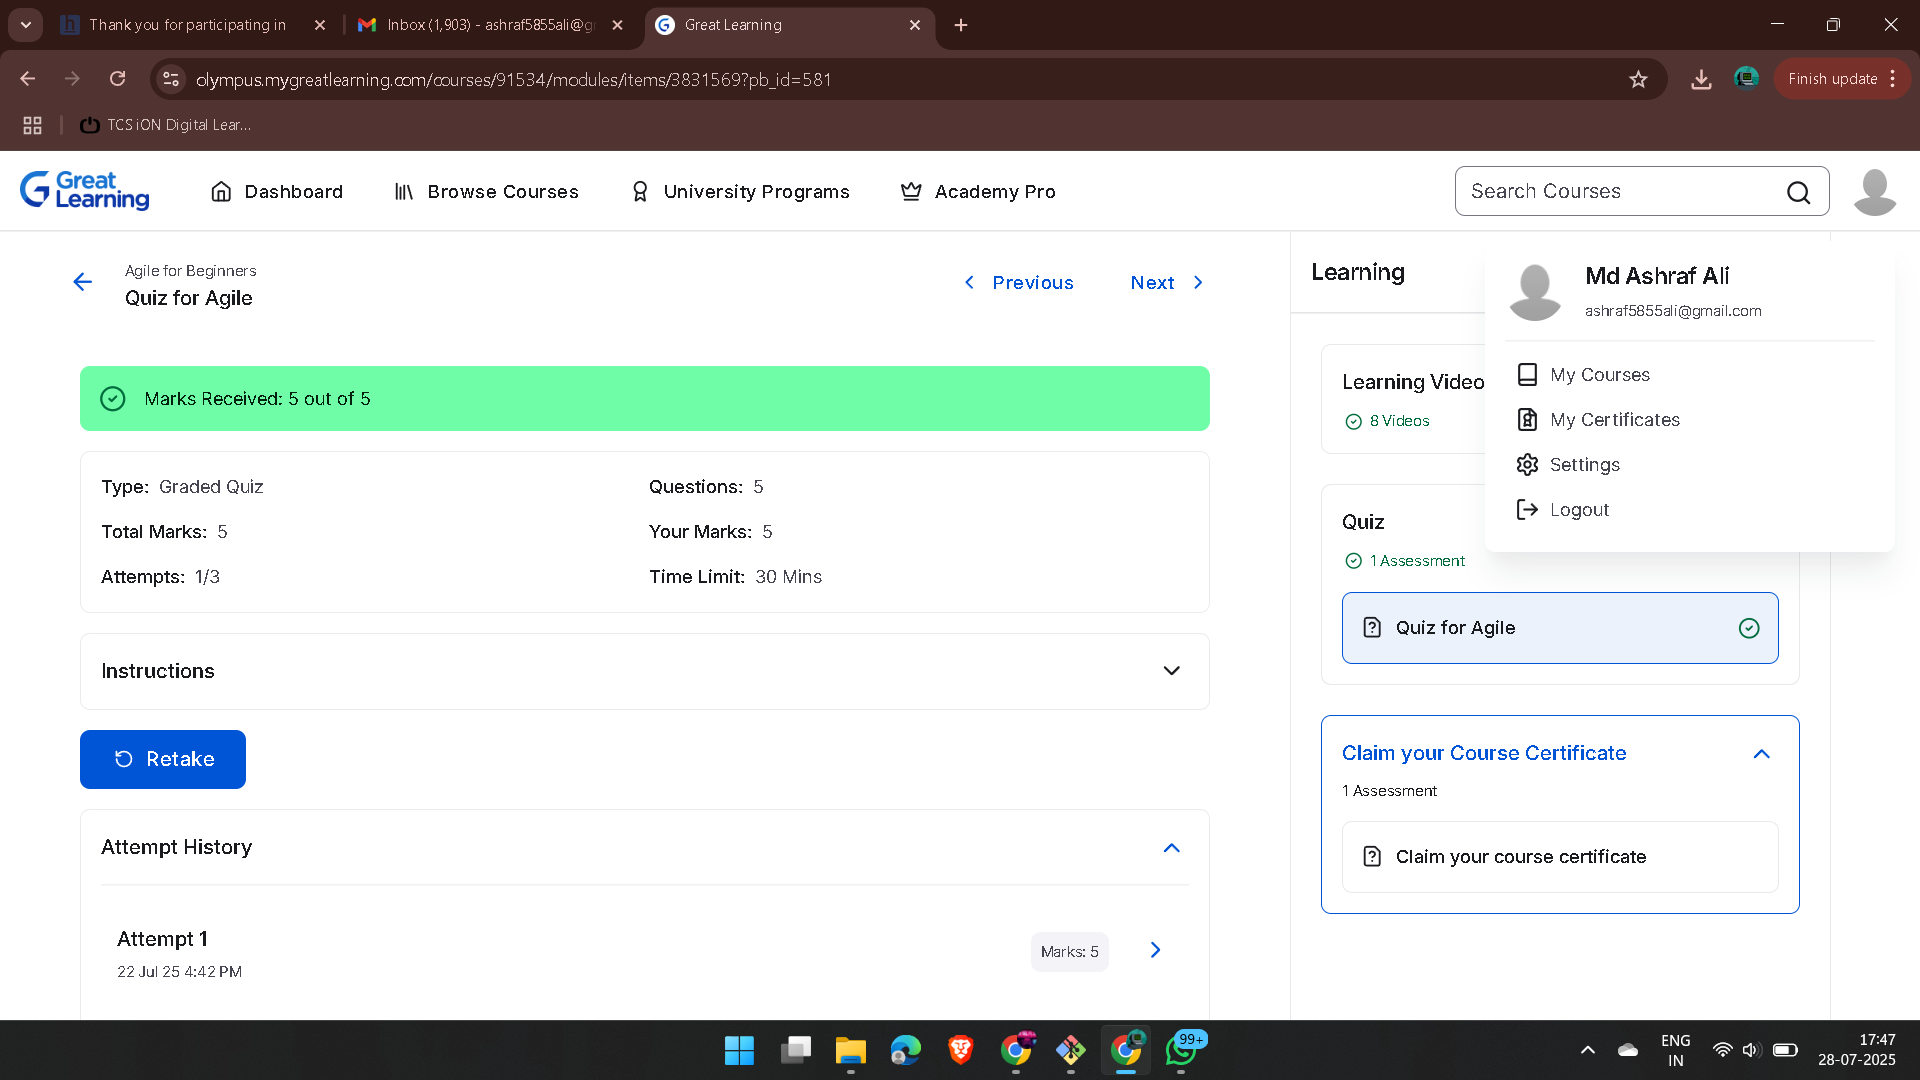 Thank you for participating in
Inbox (1,903) - ashraf5855ali@g
Great Learning
olympus.mygreatlearning.com/courses/91534/modules/items/3831569?pb_id=581
Finish update
TCS iON Digital Lear...
Great Learning
Dashboard
Browse Courses
University Programs
Academy Pro
Search Courses
Agile for Beginners
Quiz for Agile
Previous
Next
Marks Received: 5 out of 5
Type: Graded Quiz
Questions: 5
Total Marks: 5
Your Marks: 5
Attempts: 1/3
Time Limit: 30 Mins
Instructions
Retake
Attempt History
Attempt 1
22 Jul 25 4:42 PM
Marks: 5
Learning
Learning Video
8 Videos
Quiz
1 Assessment
Quiz for Agile
Claim your Course Certificate
1 Assessment
Claim your course certificate
Md Ashraf Ali
ashraf5855ali@gmail.com
My Courses
My Certificates
Settings
Logout
99+
ENG
IN
17:47
28-07-2025